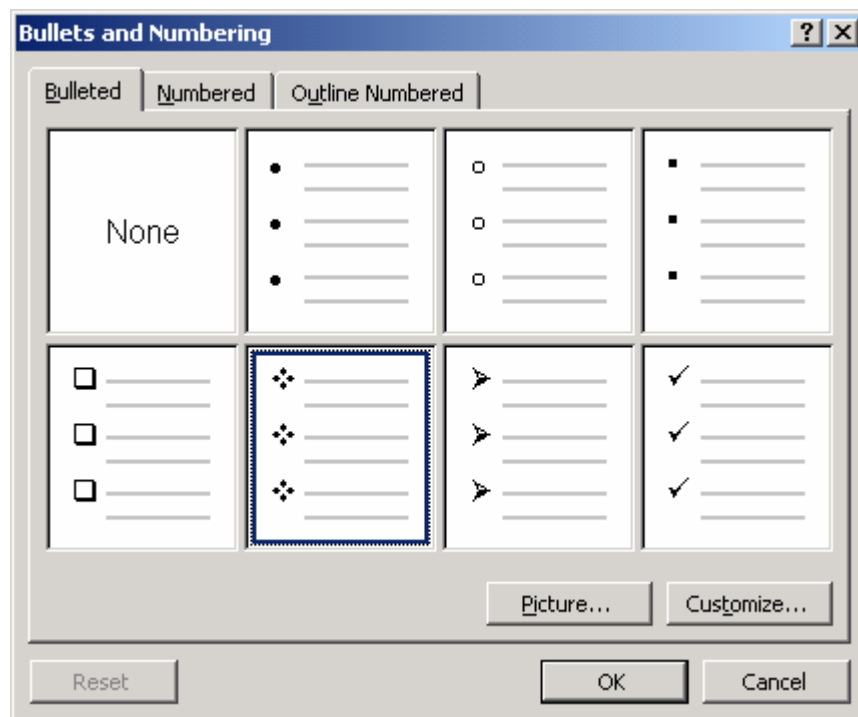 Bullets and Numbering
Bulleted Numbered Outline Numbered
None
Picture... Customize...
Reset OK Cancel